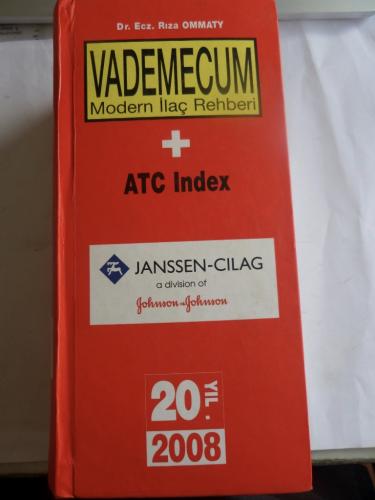 Dr. Ecz. Rıza OMMATY
VADEMECUM
Modern İlaç Rehberi
+
ATC Index
JANSSEN-CILAG
a division of
Johnson & Johnson
20 YIL.
2008